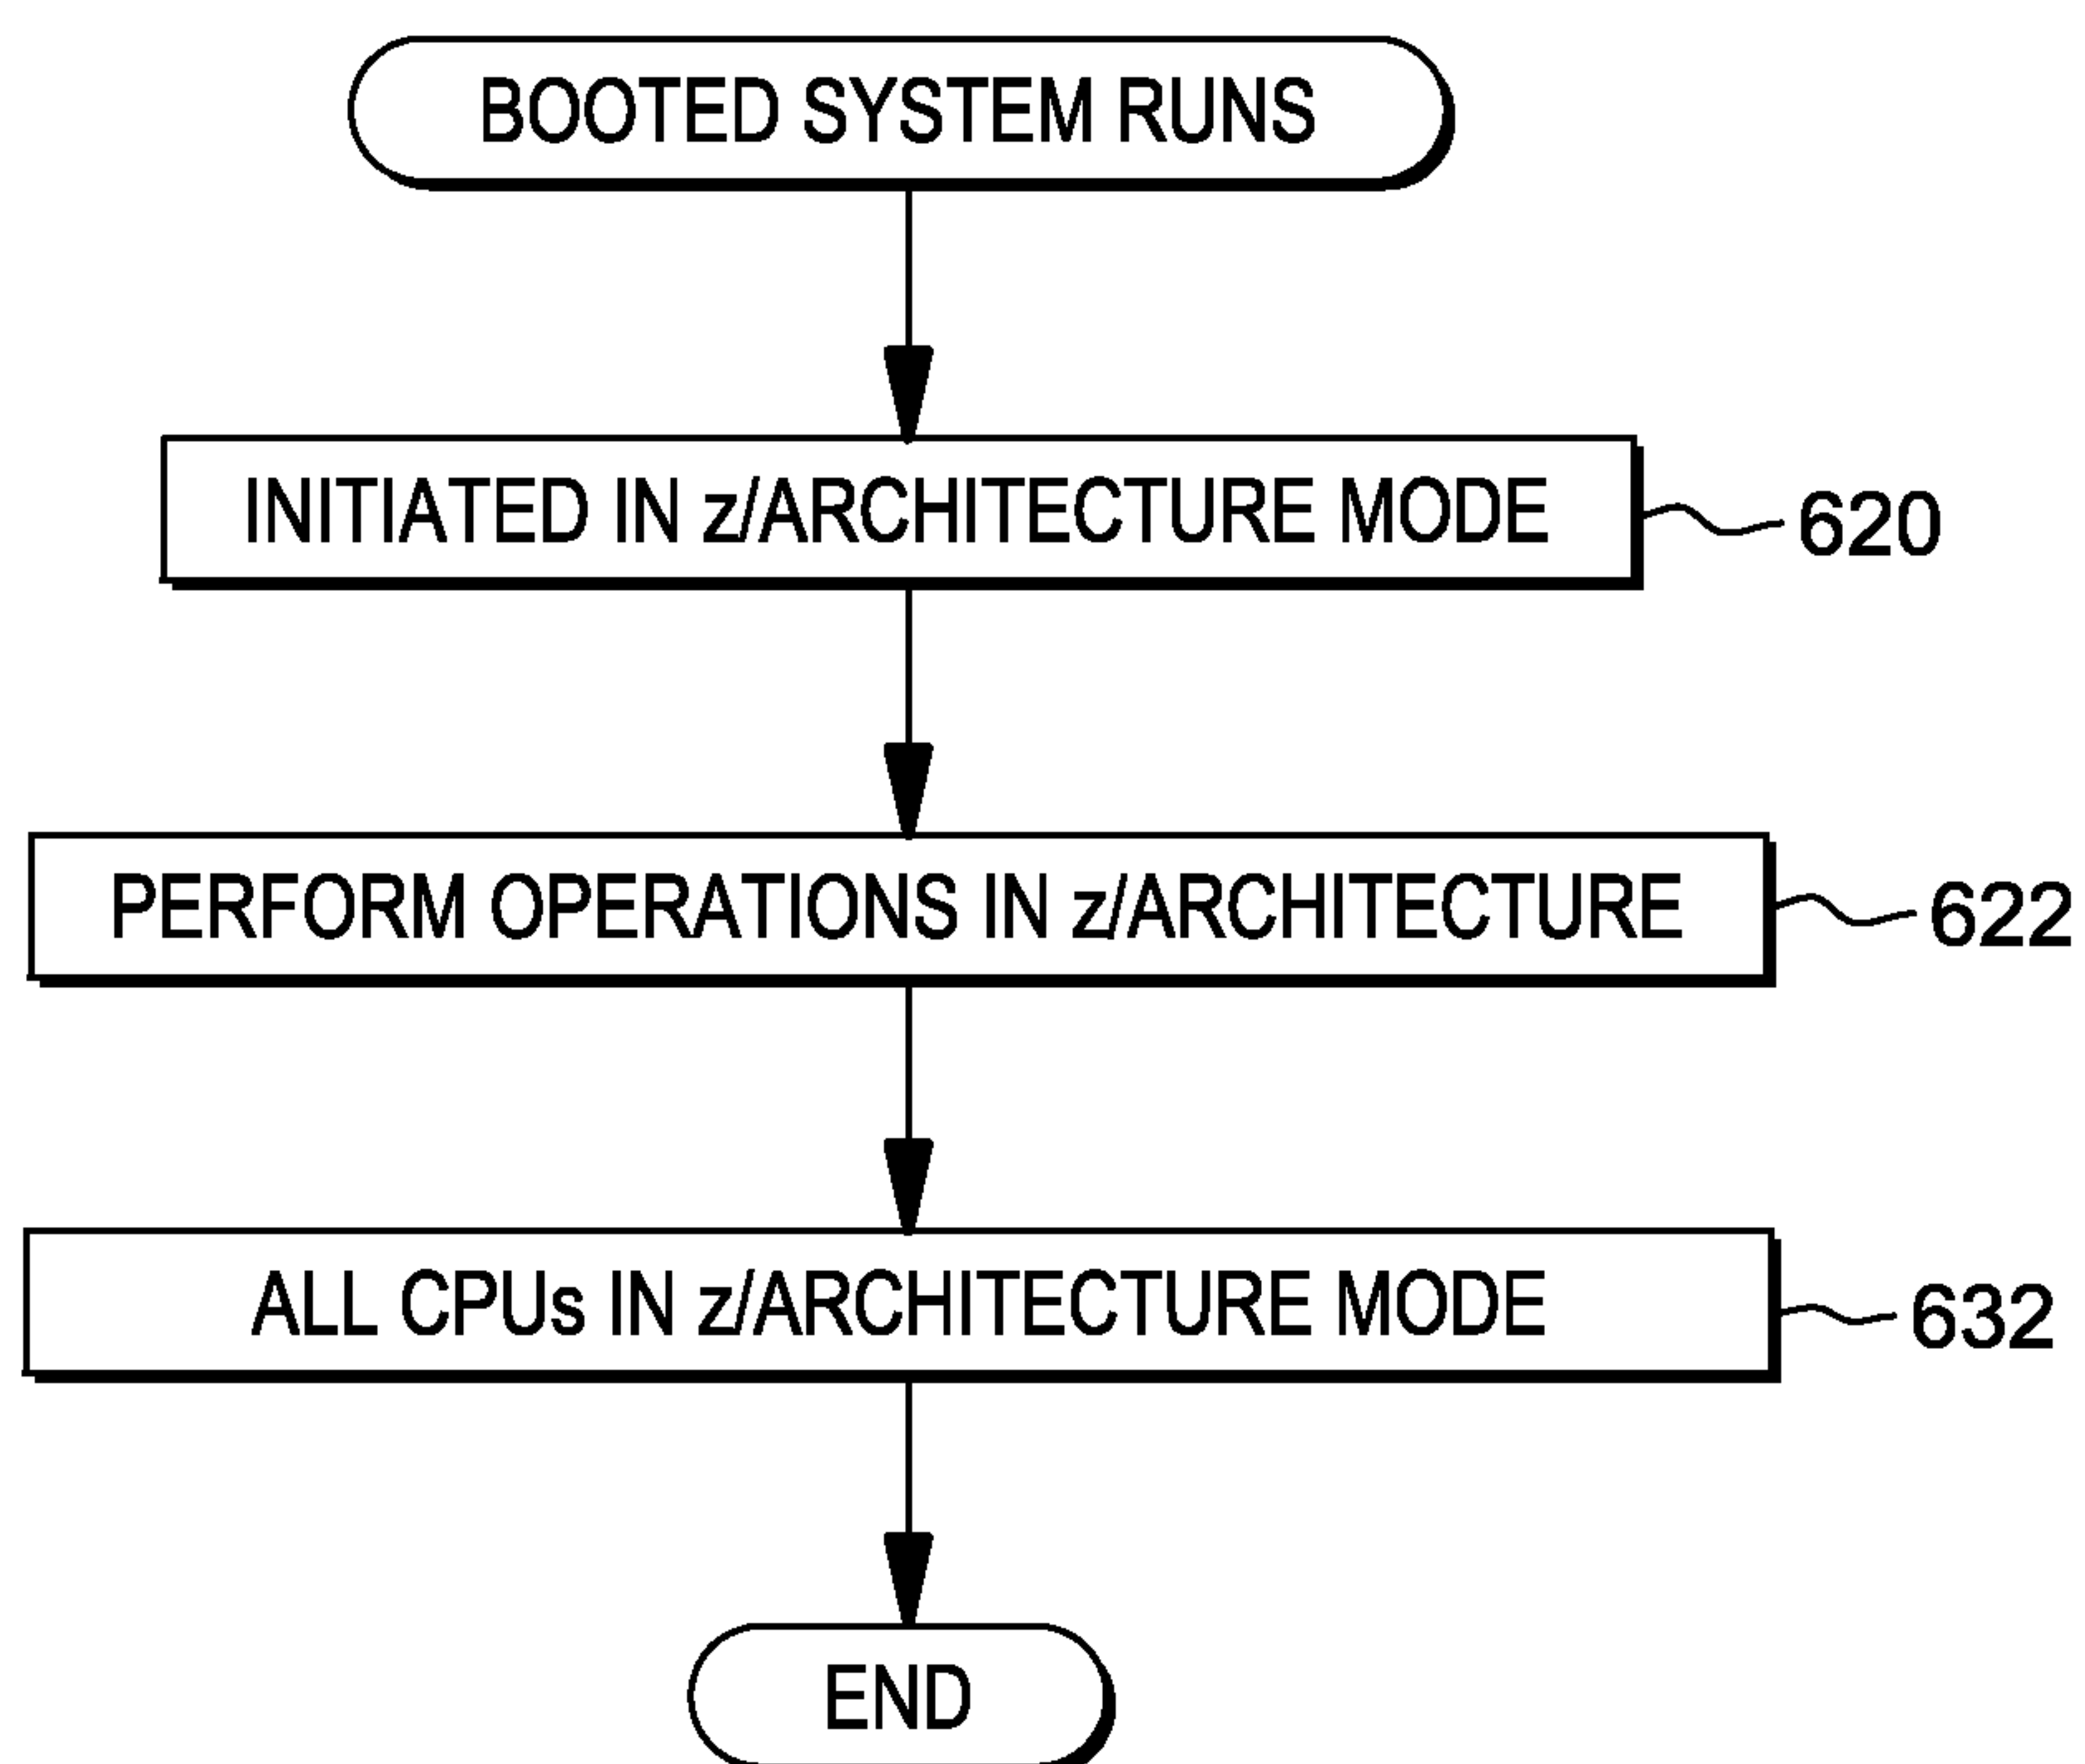 BOOTED SYSTEM RUNS
INITIATED IN z/ARCHITECTURE MODE
620
PERFORM OPERATIONS IN z/ARCHITECTURE
622
ALL CPUs IN z/ARCHITECTURE MODE
632
END